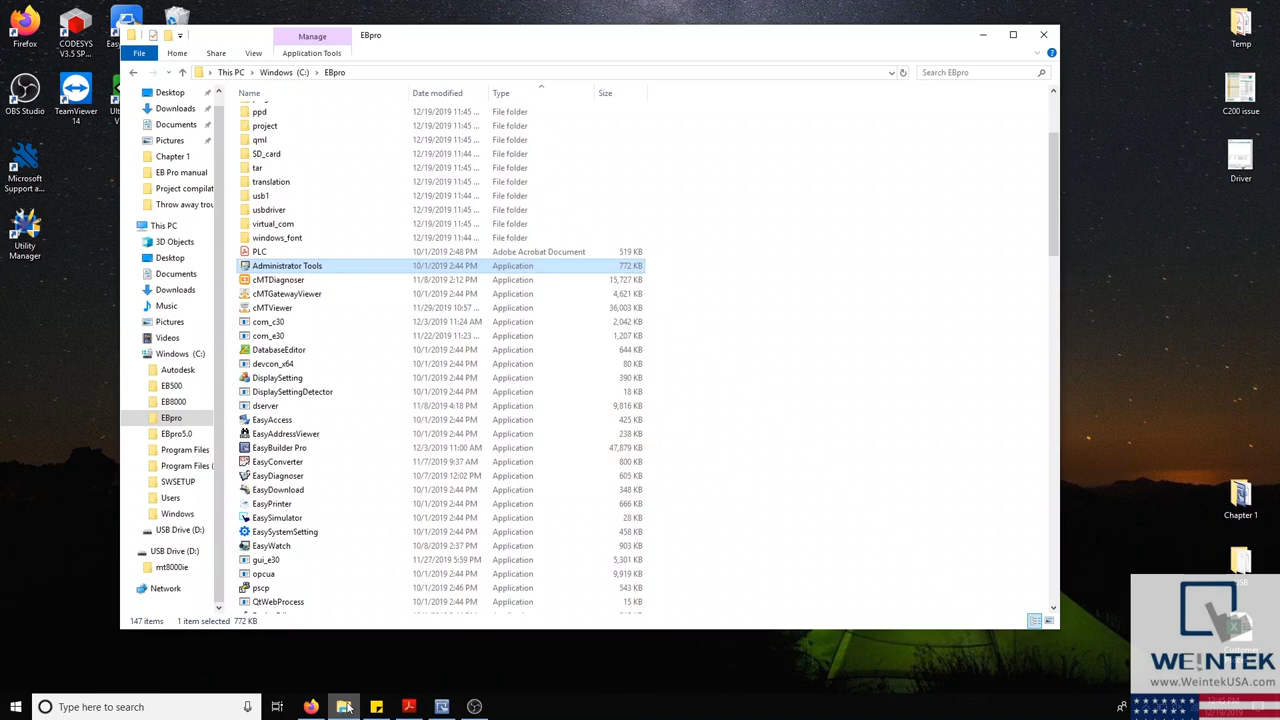 Manage
EBpro
File
Home
Share
View
Application Tools
This PC
Windows (C:)
EBpro
Search EBpro
Name
Date modified
Type
Size
ppd 12/19/2019 11:45 ... File folder
project 12/19/2019 11:45 ... File folder
qml 12/19/2019 11:45 ... File folder
SD_card 12/19/2019 11:44 ... File folder
tar 12/19/2019 11:45 ... File folder
translation 12/19/2019 11:45 ... File folder
usb1 12/19/2019 11:44 ... File folder
usbdriver 12/19/2019 11:45 ... File folder
virtual_com 12/19/2019 11:45 ... File folder
windows_font 12/19/2019 11:44 ... File folder
PLC 10/1/2019 2:48 PM Adobe Acrobat Document 519 KB
Administrator Tools 10/1/2019 2:44 PM Application 772 KB
cMTDiagnoser 11/8/2019 2:12 PM Application 15,727 KB
cMTGatewayViewer 10/1/2019 2:44 PM Application 4,621 KB
cMTViewer 11/29/2019 10:57 ... Application 36,003 KB
com_c30 12/3/2019 11:24 AM Application 2,042 KB
com_e30 11/22/2019 11:23 ... Application 1,207 KB
DatabaseEditor 10/1/2019 2:44 PM Application 644 KB
devcon_x64 10/1/2019 2:44 PM Application 80 KB
DisplaySetting 10/1/2019 2:44 PM Application 390 KB
DisplaySettingDetector 10/1/2019 2:44 PM Application 18 KB
dserver 11/8/2019 4:18 PM Application 9,816 KB
EasyAccess 10/1/2019 2:44 PM Application 425 KB
EasyAddressViewer 10/1/2019 2:44 PM Application 238 KB
EasyBuilder Pro 12/3/2019 11:00 AM Application 47,879 KB
EasyConverter 11/7/2019 9:37 AM Application 800 KB
EasyDiagnoser 10/7/2019 12:02 PM Application 605 KB
EasyDownload 10/1/2019 2:44 PM Application 348 KB
EasyPrinter 10/1/2019 2:44 PM Application 666 KB
EasySimulator 10/1/2019 2:44 PM Application 28 KB
EasySystemSetting 10/1/2019 2:44 PM Application 458 KB
EasyWatch 10/8/2019 2:37 PM Application 903 KB
gui_e30 11/27/2019 5:59 PM Application 5,301 KB
opcua 10/1/2019 2:44 PM Application 9,919 KB
pscp 10/1/2019 2:46 PM Application 543 KB
QtWebProcess 10/1/2019 2:44 PM Application 15 KB
Desktop
Downloads
Documents
Pictures
Chapter 1
EB Pro manual
Project compilat
Throw away trou
This PC
3D Objects
Desktop
Documents
Downloads
Music
Pictures
Videos
Windows (C:)
Autodesk
EB500
EB8000
EBpro
EBpro5.0
Program Files
Program Files (
SWSETUP
Users
Windows
USB Drive (D:)
USB Drive (D:)
mt8000ie
Network
147 items
1 item selected 772 KB
Firefox
CODESYS
V3.5 SP...
Easy
OBS Studio
TeamViewer
14
Ult
Microsoft
Support a...
Utility
Manager
Temp
C200 issue
Driver
Chapter 1
USB
Customer
WE!NTEK
www.WeintekUSA.com
Type here to search
12:45 PM
12/19/2019